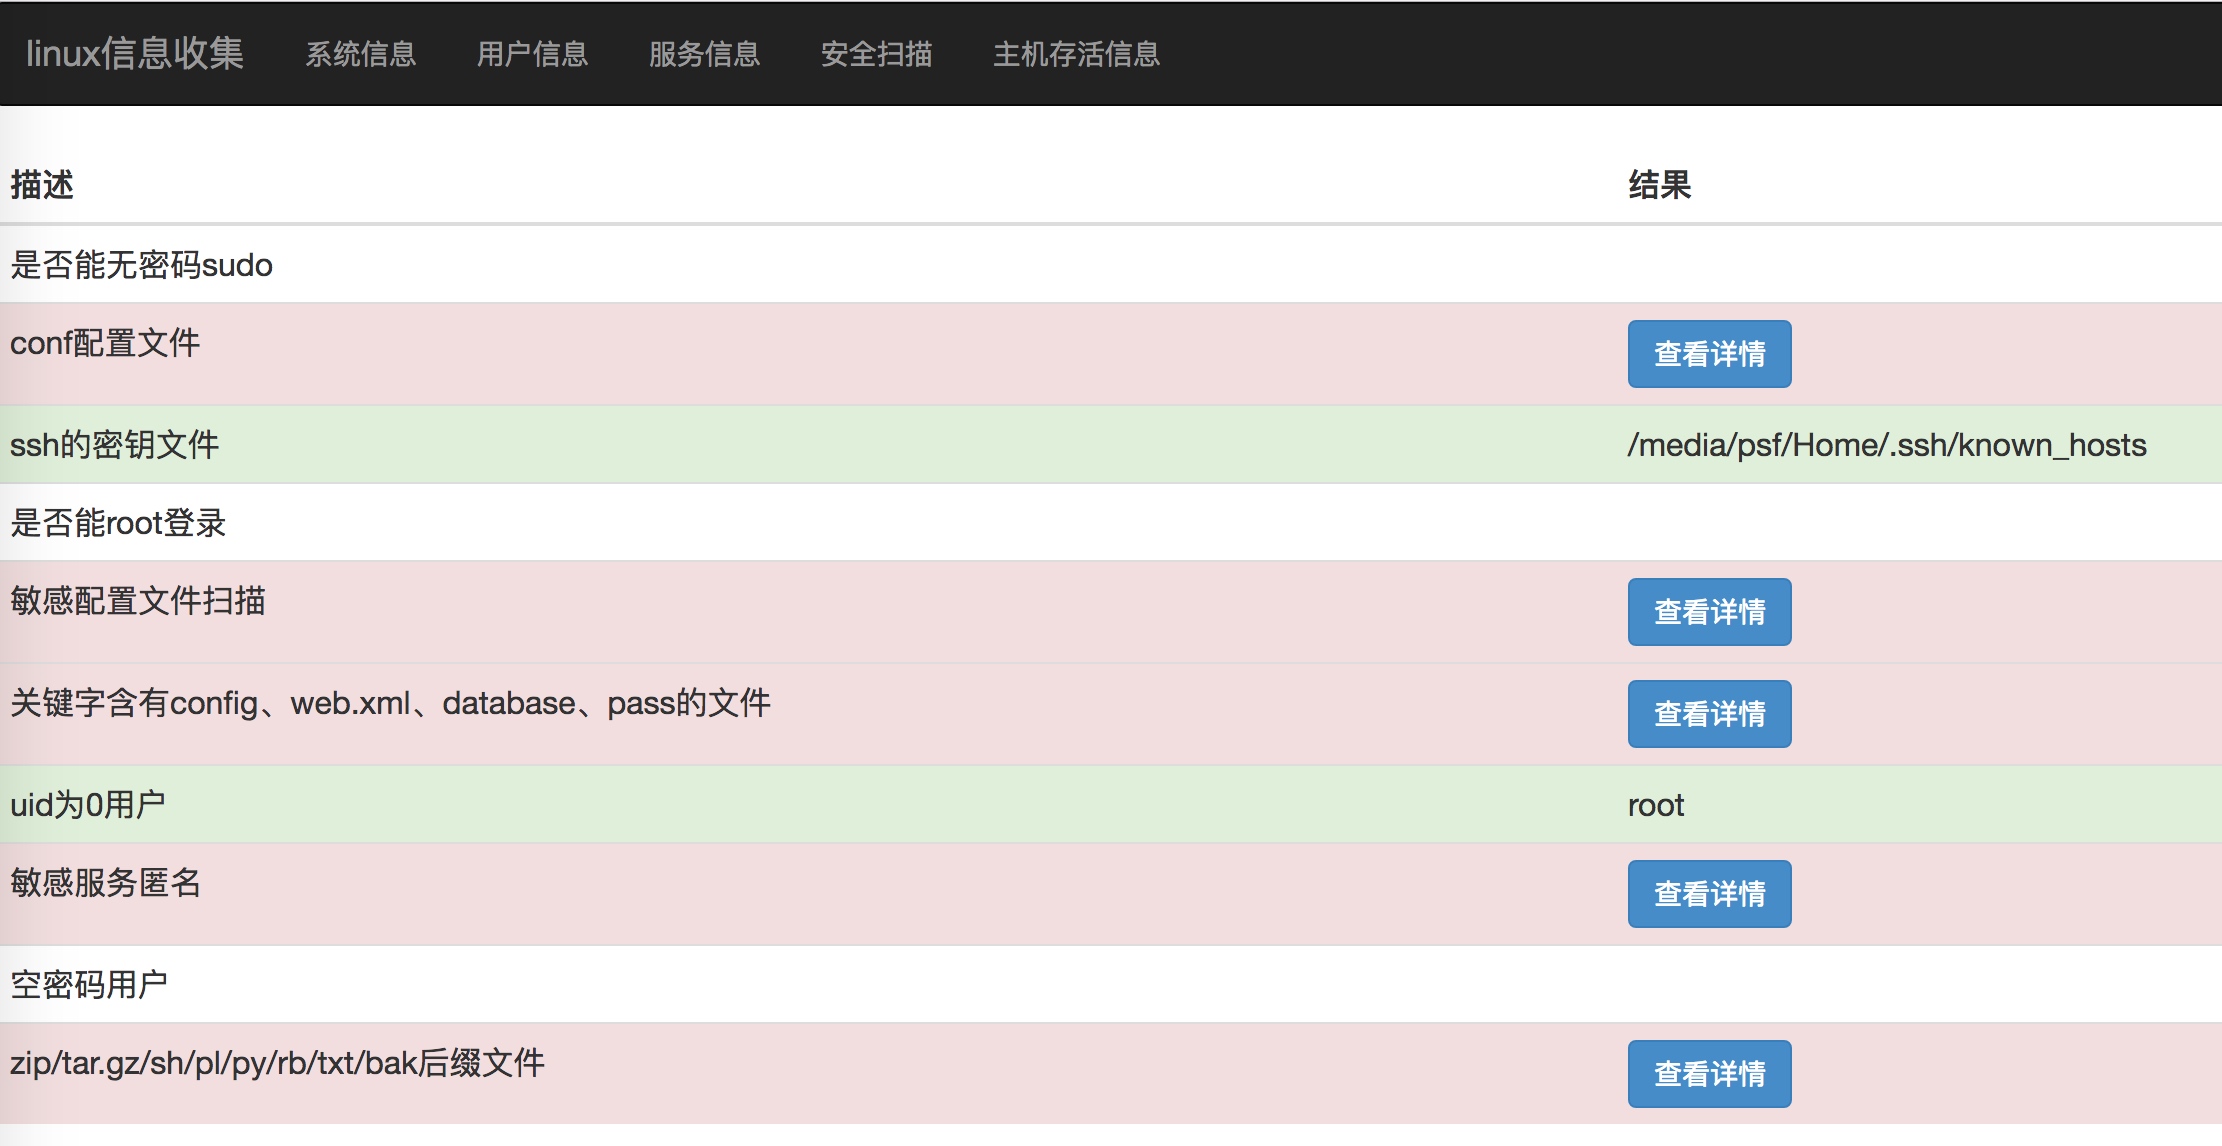 linux信息收集 系统信息 用户信息 服务信息 安全扫描 主机存活信息
描述 结果
是否能无密码sudo
conf配置文件 查看详情
ssh的密钥文件 /media/psf/Home/.ssh/known_hosts
是否能root登录
敏感配置文件扫描 查看详情
关键字含有config、web.xml、database、pass的文件 查看详情
uid为0用户 root
敏感服务匿名 查看详情
空密码用户
zip/tar.gz/sh/pl/py/rb/txt/bak后缀文件 查看详情